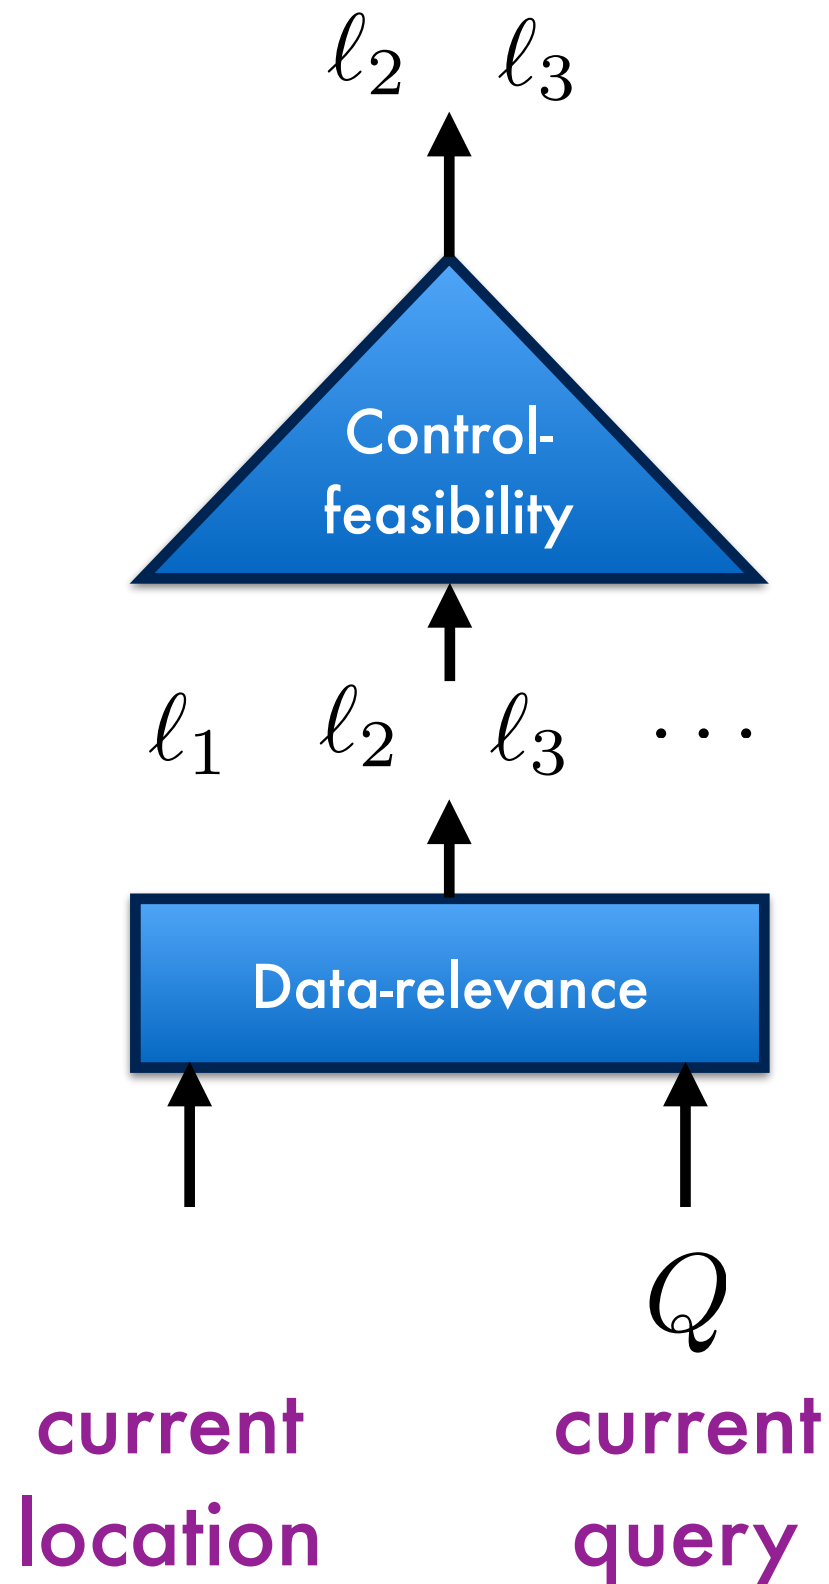 ℓ₂ ℓ₃
Control-
feasibility
ℓ₁ ℓ₂ ℓ₃ ···
Data-relevance
Q
current current
location query